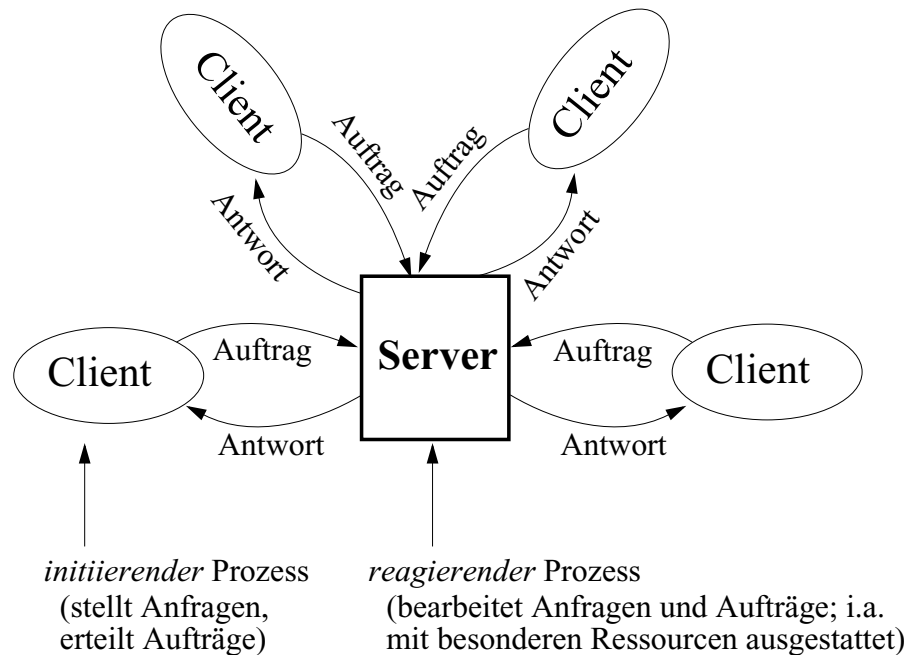 Client
Client
Auftrag
Auftrag
Antwort
Antwort
Client
Auftrag
Server
Auftrag
Client
Antwort
Antwort
initiierender Prozess
(stellt Anfragen,
erteilt Aufträge)
reagierender Prozess
(bearbeitet Anfragen und Aufträge; i.a.
mit besonderen Ressourcen ausgestattet)